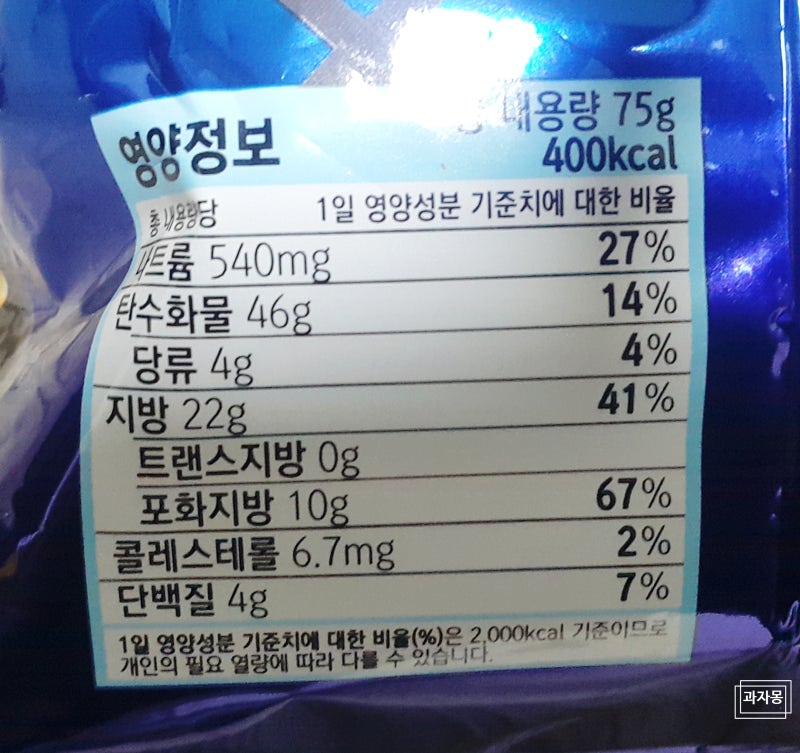 영양정보
내용량 75g
400kcal
총 내용량당 1일 영양성분 기준치에 대한 비율
나트륨 540mg 27%
탄수화물 46g 14%
당류 4g 4%
지방 22g 41%
트랜스지방 0g
포화지방 10g 67%
콜레스테롤 6.7mg 2%
단백질 4g 7%
1일 영양성분 기준치에 대한 비율(%)은 2,000kcal 기준이므로
개인의 필요 열량에 따라 다를 수 있습니다.
과자몽